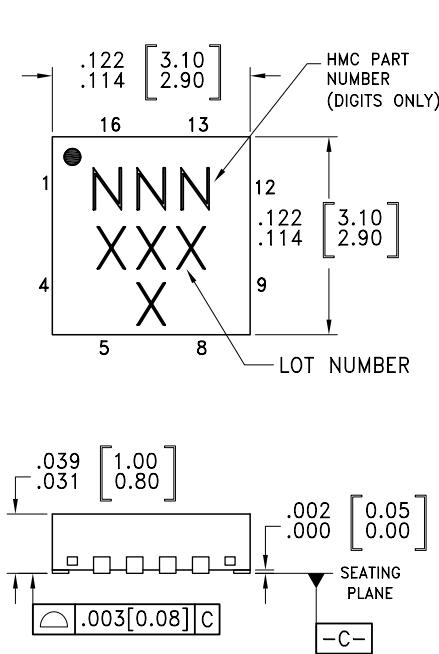 .122 [3.10]
.114 [2.90]
HMC PART
NUMBER
(DIGITS ONLY)
16 13
1 NNN 12
.122 [3.10]
.114 [2.90]
XXX
4 X 9
5 8
LOT NUMBER
.039 [1.00]
.031 [0.80]
.002 [0.05]
.000 [0.00]
SEATING
PLANE
.003[0.08] C
-C-